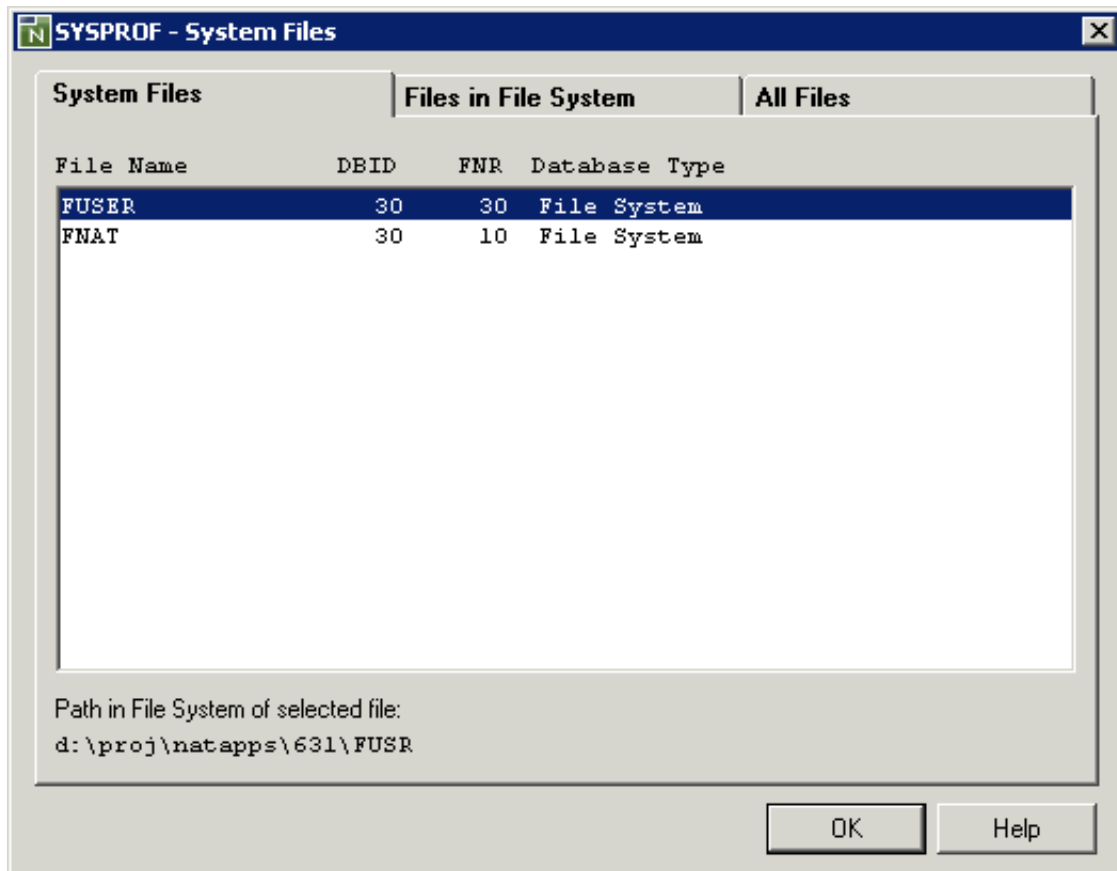 SYSPROF - System Files
System Files Files in File System All Files
File Name DBID FNR Database Type
FUSER 30 30 File System
FNAT 30 10 File System
Path in File System of selected file:
d:\proj\natapps\631\FUSR
OK Help